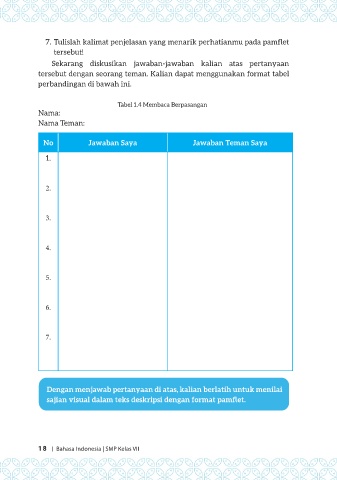 7. Tulislah kalimat penjelasan yang menarik perhatianmu pada pamflet
tersebut!
Sekarang diskusikan jawaban-jawaban kalian atas pertanyaan
tersebut dengan seorang teman. Kalian dapat menggunakan format tabel
perbandingan di bawah ini.
Tabel 1.4 Membaca Berpasangan
Nama:
Nama Teman:
No Jawaban Saya Jawaban Teman Saya
1.
2.
3.
4.
5.
6.
7.
Dengan menjawab pertanyaan di atas, kalian berlatih untuk menilai
sajian visual dalam teks deskripsi dengan format pamflet.
18 | Bahasa Indonesia | SMP Kelas VII